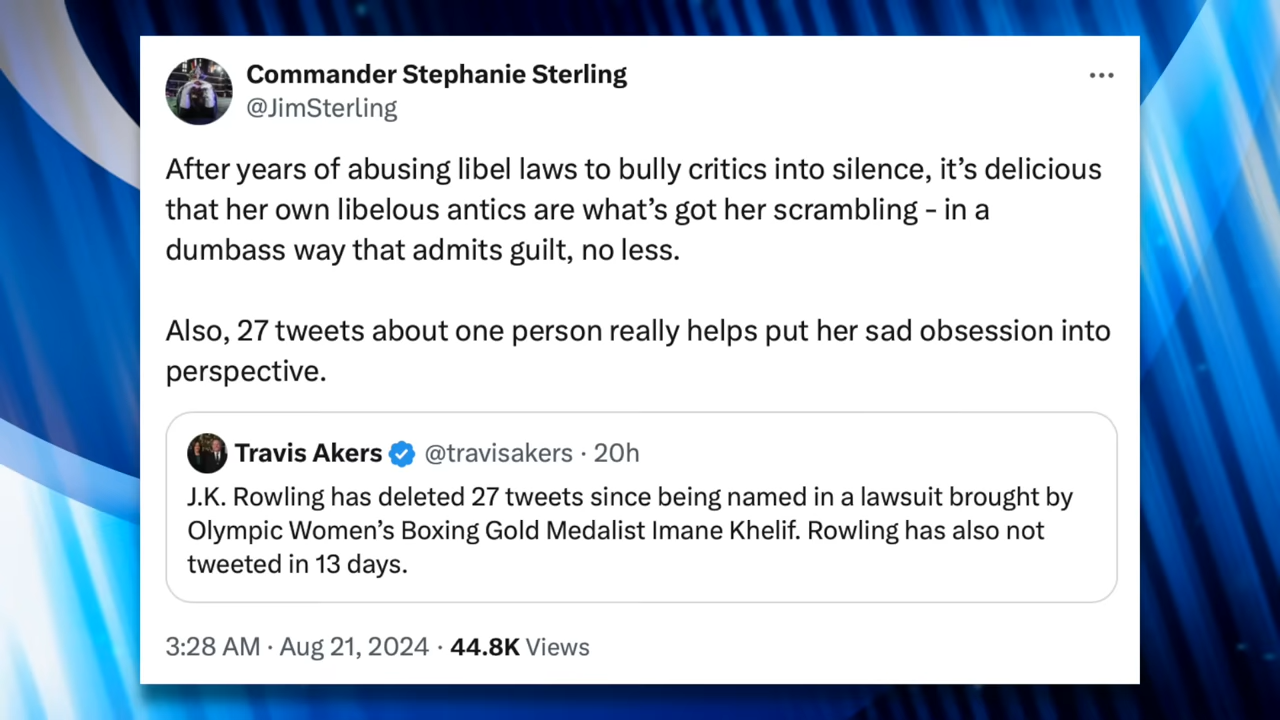 Commander Stephanie Sterling
@JimSterling
After years of abusing libel laws to bully critics into silence, it’s delicious
that her own libelous antics are what’s got her scrambling - in a
dumbass way that admits guilt, no less.
Also, 27 tweets about one person really helps put her sad obsession into
perspective.
Travis Akers @travisakers · 20h
J.K. Rowling has deleted 27 tweets since being named in a lawsuit brought by
Olympic Women’s Boxing Gold Medalist Imane Khelif. Rowling has also not
tweeted in 13 days.
3:28 AM · Aug 21, 2024 · 44.8K Views